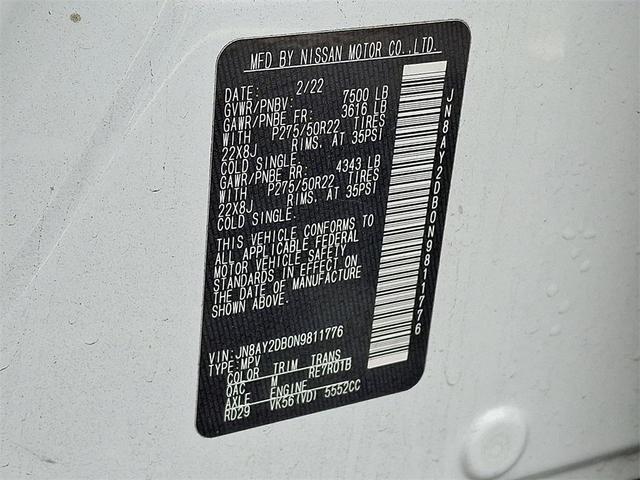 MFD BY NISSAN MOTOR CO.,LTD.
DATE: 2/22
GVWR/PNBV: 7500 LB
GAWR/PNBE FR: 3616 LB
WITH P275/50R22 TIRES
22X8J RIMS. AT 35PSI
COLD SINGLE.
GAWR/PNBE RR: 4343 LB
WITH P275/50R22 TIRES
22X8J RIMS. AT 35PSI
COLD SINGLE.
THIS VEHICLE CONFORMS TO
ALL APPLICABLE FEDERAL
MOTOR VEHICLE SAFETY
STANDARDS IN EFFECT ON
THE DATE OF MANUFACTURE
SHOWN ABOVE.
VIN: JN8AY2DB0N9811776
TYPE: MPV
COLOR TRIM TRANS
QAC M RE7R01B
AXLE ENGINE
RD29 VK56(VD) 5552CC
JN8AY2DB0N9811776